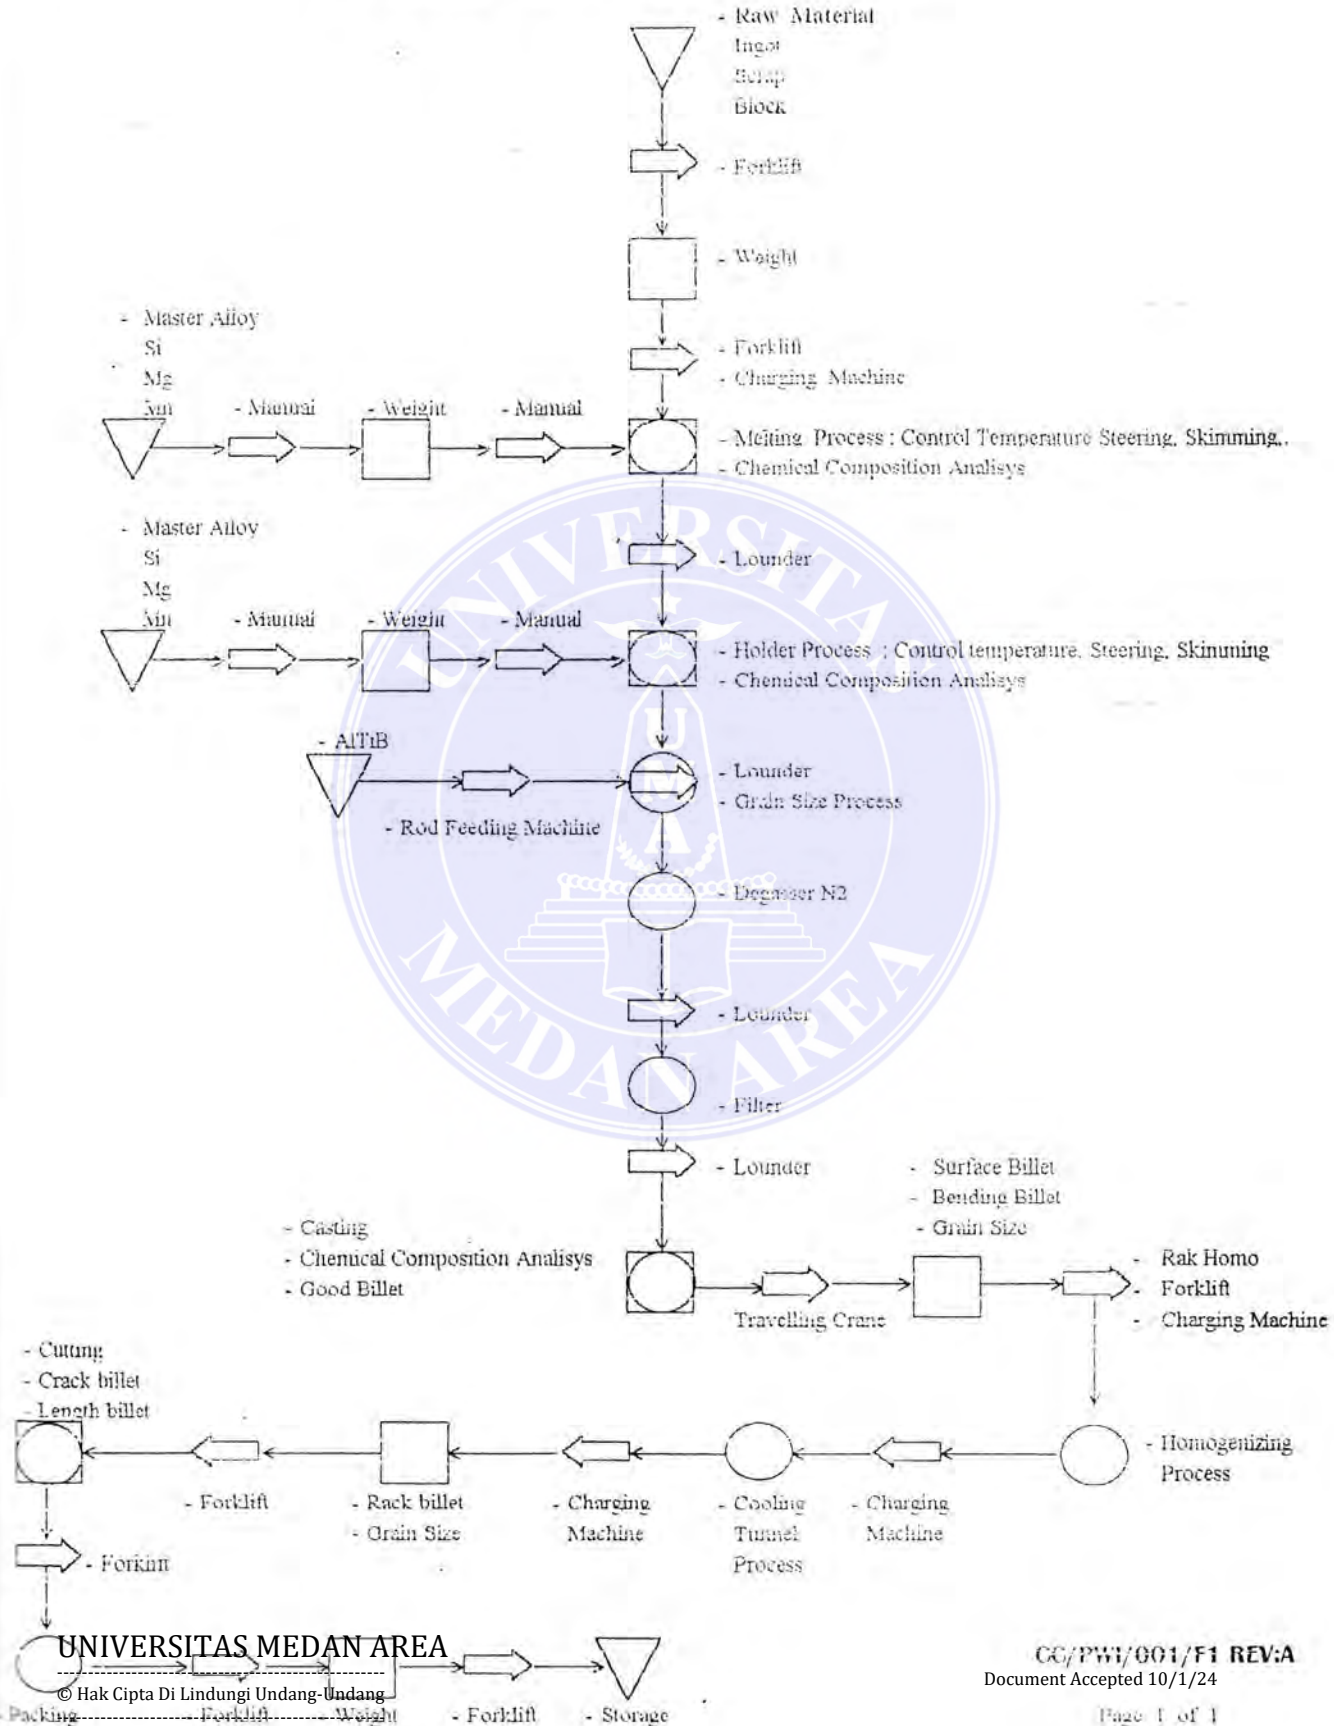 - Raw Material
Ingot
Scrap
Block
- Forklift
- Weight
- Forklift
- Charging Machine
- Master Alloy
Si
Mg
Mn
- Manual
- Weight
- Manual
- Melting Process : Control Temperature Steering, Skimming,.
- Chemical Composition Analisys
- Lounder
- Master Alloy
Si
Mg
Mn
- Manual
- Weight
- Manual
- Holder Process ; Control temperature, Steering, Skimming
- Chemical Composition Analisys
- AlTiB
- Rod Feeding Machine
- Lounder
- Grain Size Process
- Degasser N2
- Lounder
- Filter
- Lounder
- Casting
- Chemical Composition Analisys
- Good Billet
Travelling Crane
- Surface Billet
- Bending Billet
- Grain Size
- Rak Homo
- Forklift
- Charging Machine
- Homogenizing
Process
- Charging
Machine
- Cooling
Tunnel
Process
- Charging
Machine
- Rack billet
- Grain Size
- Forklift
- Cutting
- Crack billet
- Length billet
- Forklift
- Packing
- Forklift
- Weight
- Forklift
- Storage
UNIVERSITAS MEDAN AREA
© Hak Cipta Di Lindungi Undang-Undang
CC/PWI/001/F1 REV:A
Document Accepted 10/1/24
Page 1 of 1
UNIVERSITAS
MEDAN AREA
UMA